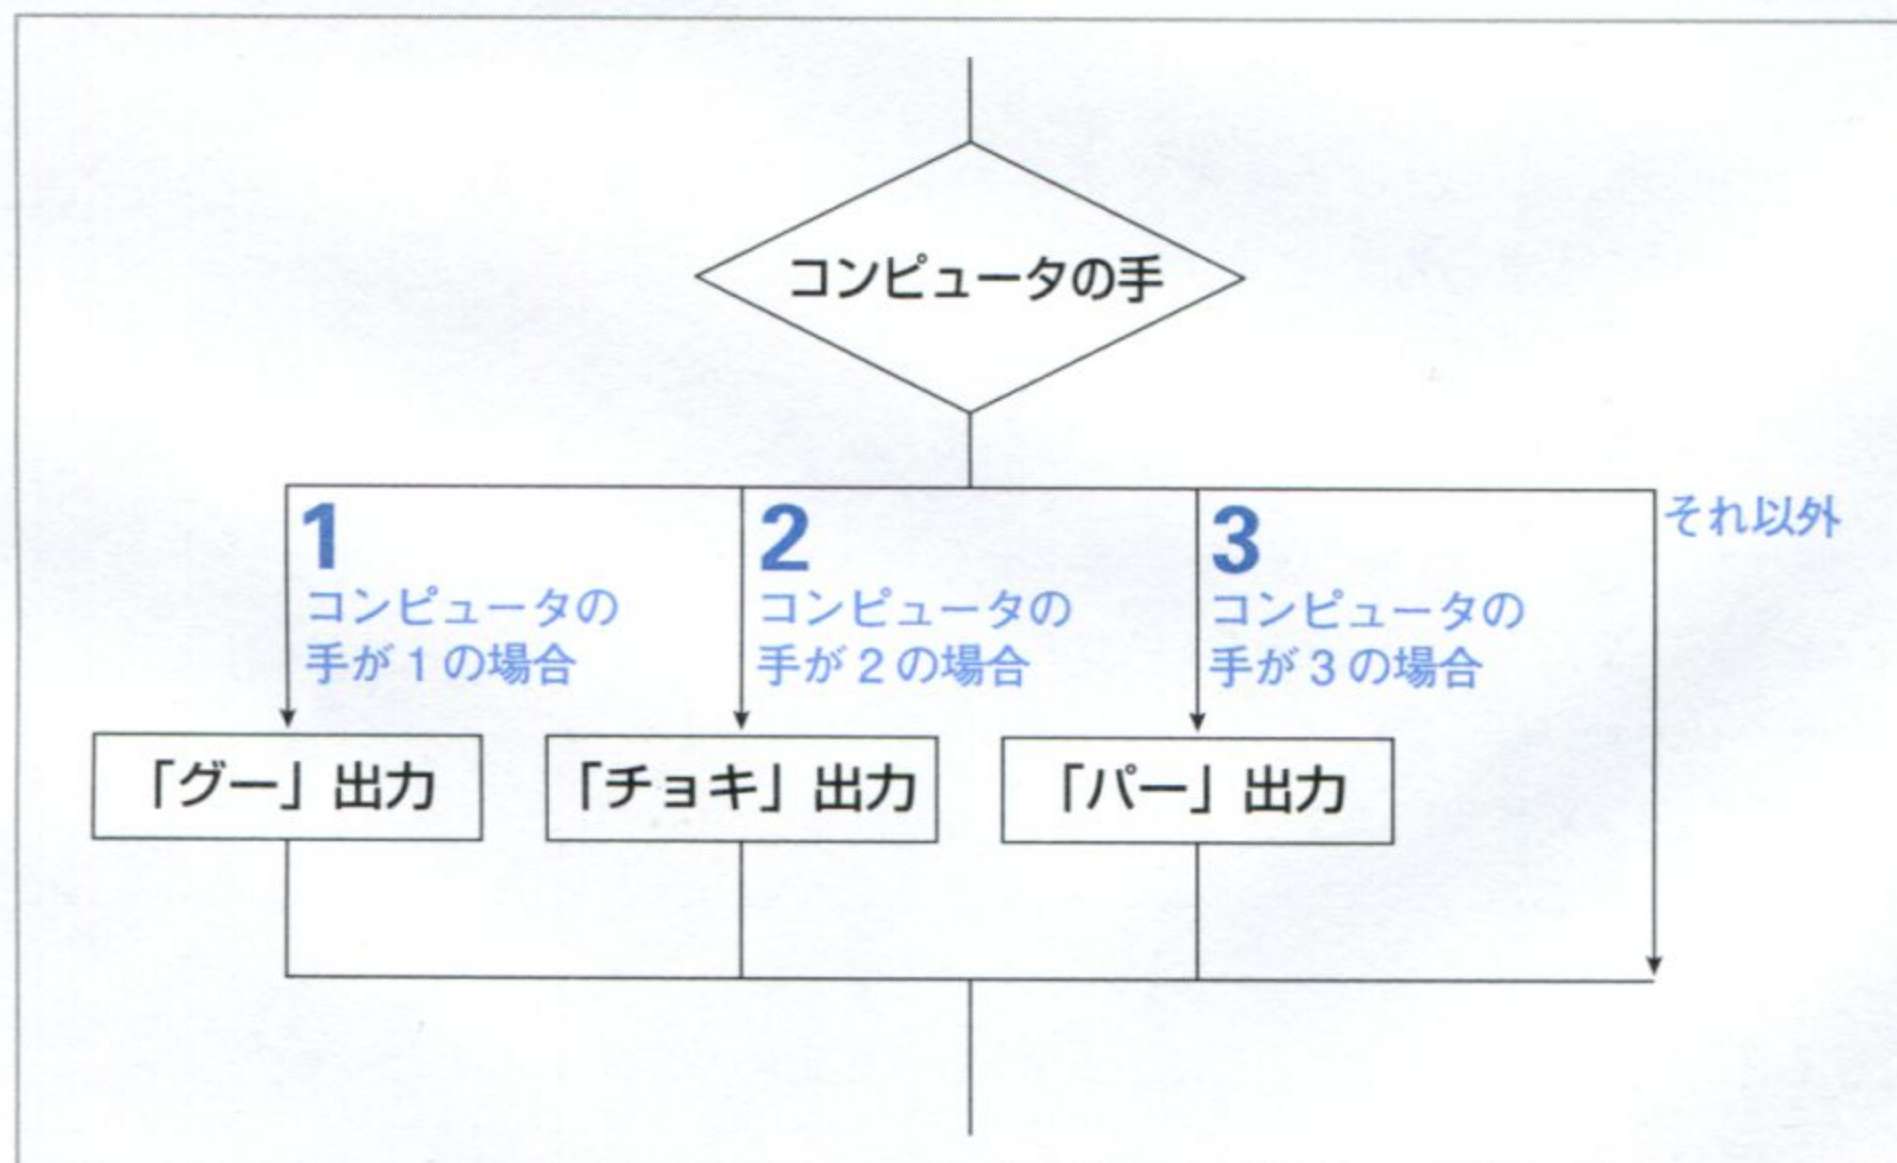 コンピュータの手
1
コンピュータの
手が1の場合
2
コンピュータの
手が2の場合
3
コンピュータの
手が3の場合
それ以外
「グー」出力
「チョキ」出力
「パー」出力